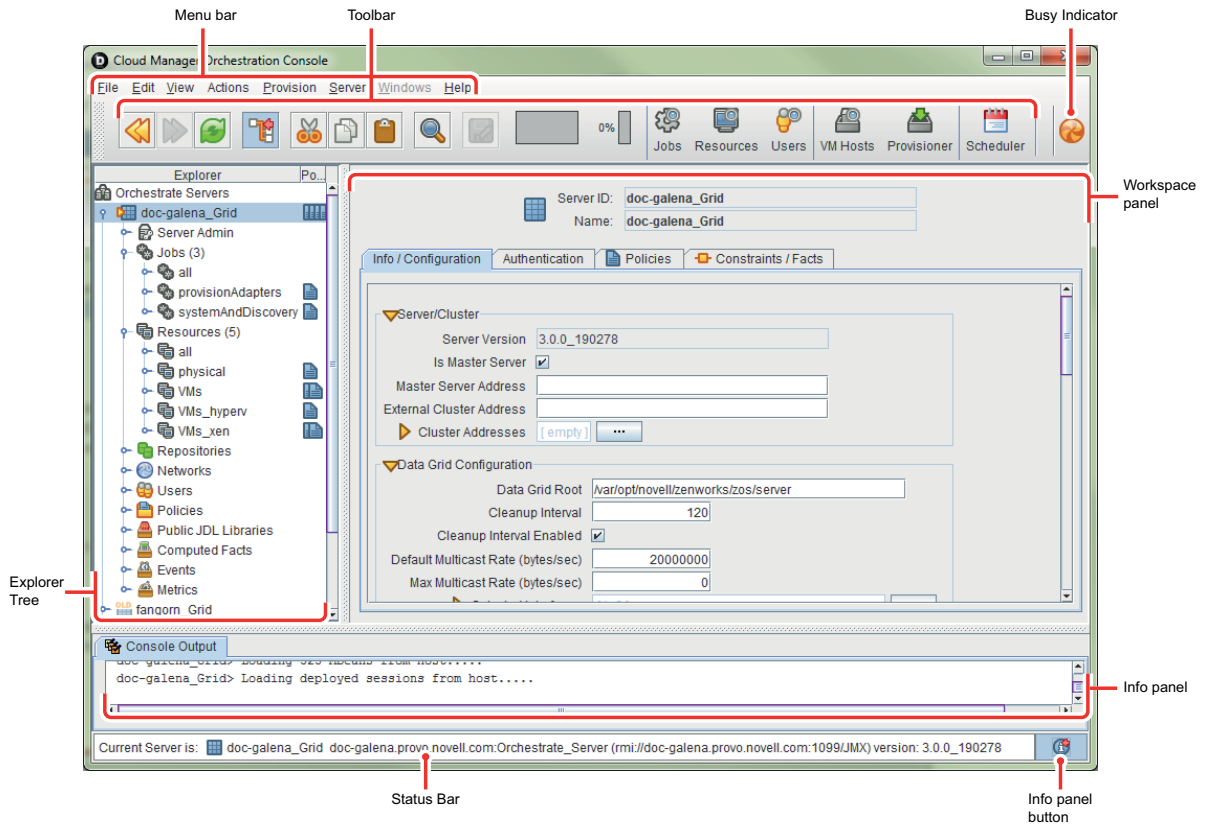 Menu bar
Toolbar
Busy Indicator
Cloud Manager Orchestration Console
File Edit View Actions Provision Server Windows Help
0%
Jobs Resources Users VM Hosts Provisioner Scheduler
Explorer Po...
Orchestrate Servers
doc-galena_Grid
Server Admin
Jobs (3)
all
provisionAdapters
systemAndDiscovery
Resources (5)
all
physical
VMs
VMs_hyperv
VMs_xen
Repositories
Networks
Users
Policies
Public JDL Libraries
Computed Facts
Events
Metrics
OLD
fangorn_Grid
Explorer
Tree
Server ID: doc-galena_Grid
Name: doc-galena_Grid
Workspace
panel
Info / Configuration Authentication Policies Constraints / Facts
Server/Cluster
Server Version 3.0.0_190278
Is Master Server
Master Server Address
External Cluster Address
Cluster Addresses [ empty ] ...
Data Grid Configuration
Data Grid Root /var/opt/novell/zenworks/zos/server
Cleanup Interval 120
Cleanup Interval Enabled
Default Multicast Rate (bytes/sec) 20000000
Max Multicast Rate (bytes/sec) 0
Console Output
doc-galena_Grid> Loading deployed sessions from host.....
Info panel
Current Server is: doc-galena_Grid doc-galena.provo.novell.com:Orchestrate_Server (rmi://doc-galena.provo.novell.com:1099/JMX) version: 3.0.0_190278
Status Bar
Info panel
button